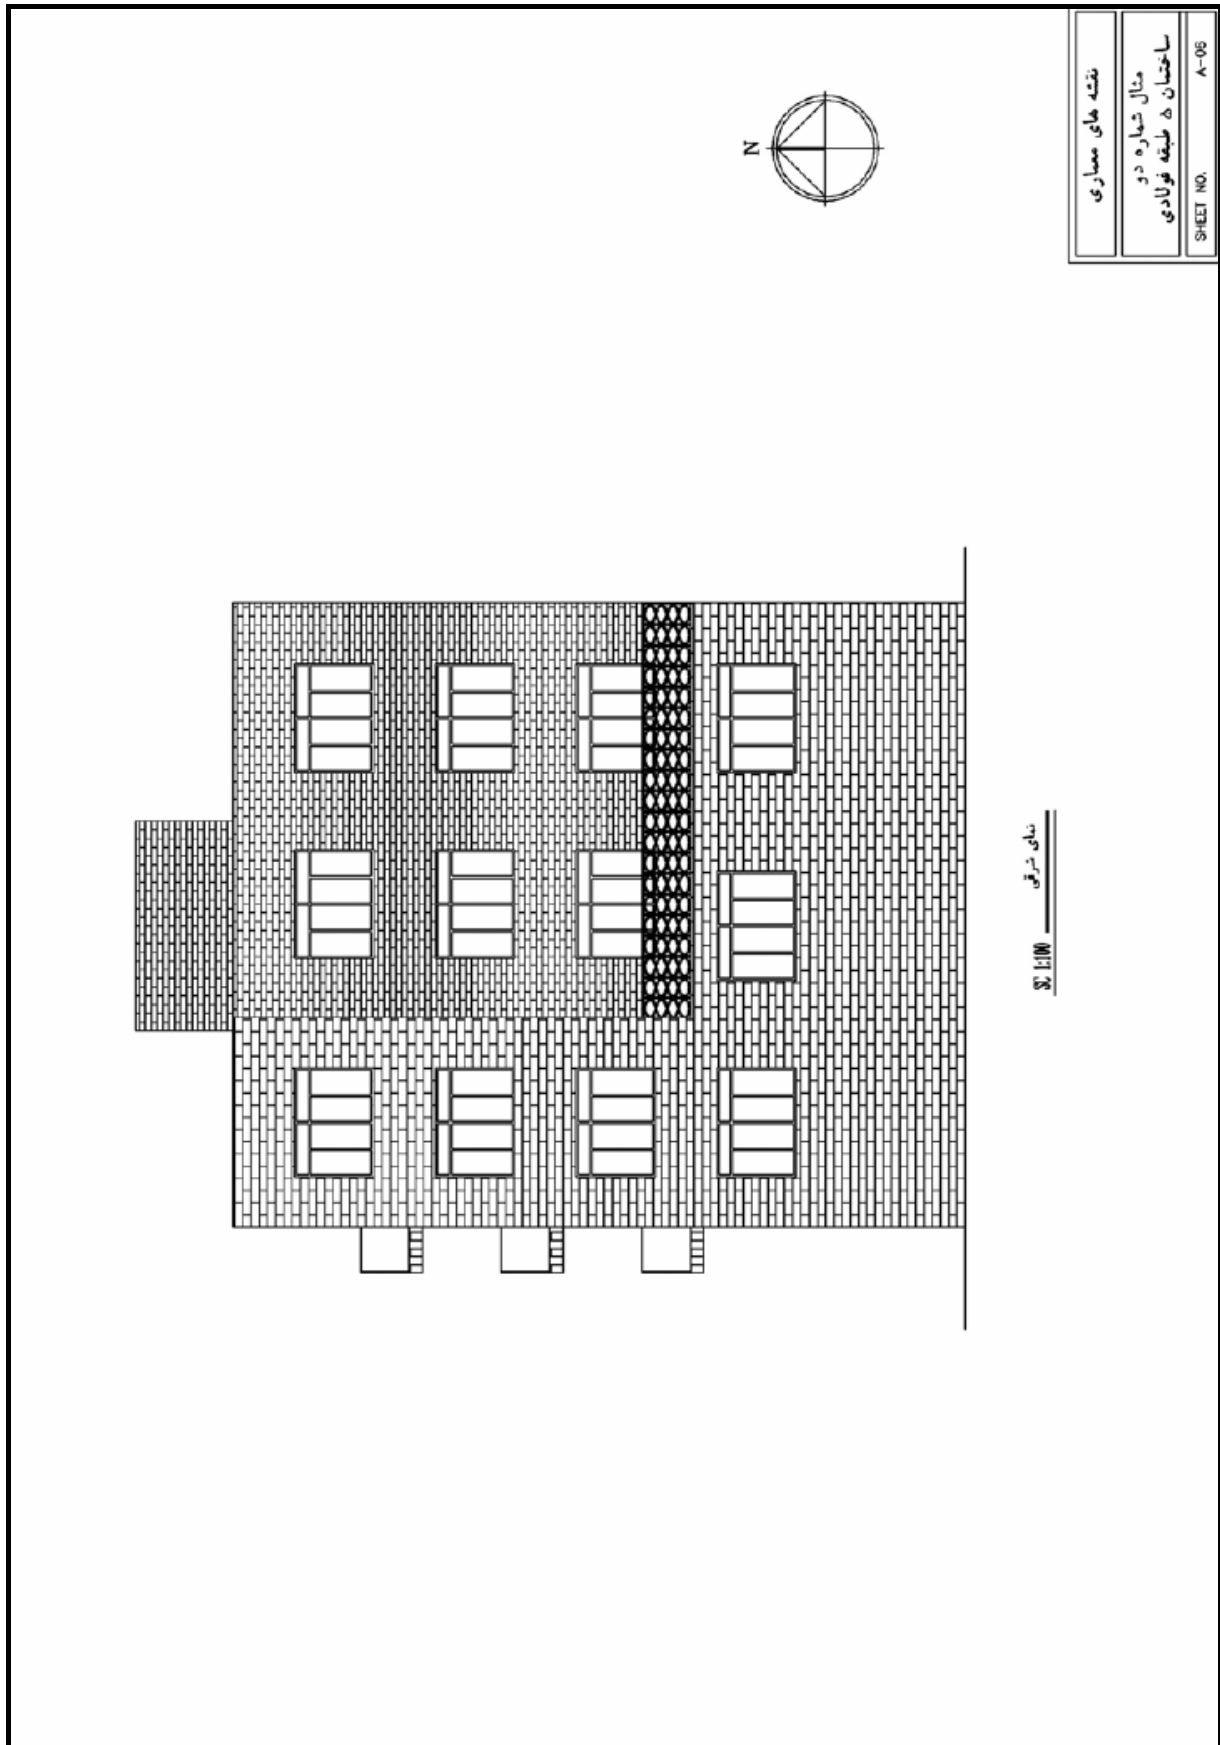 نقشه های معماری
مثال شماره دو
ساختمان ۵ طبقه فولادی
SHEET NO. A-06
N
نمای شرقی
SC 1:100